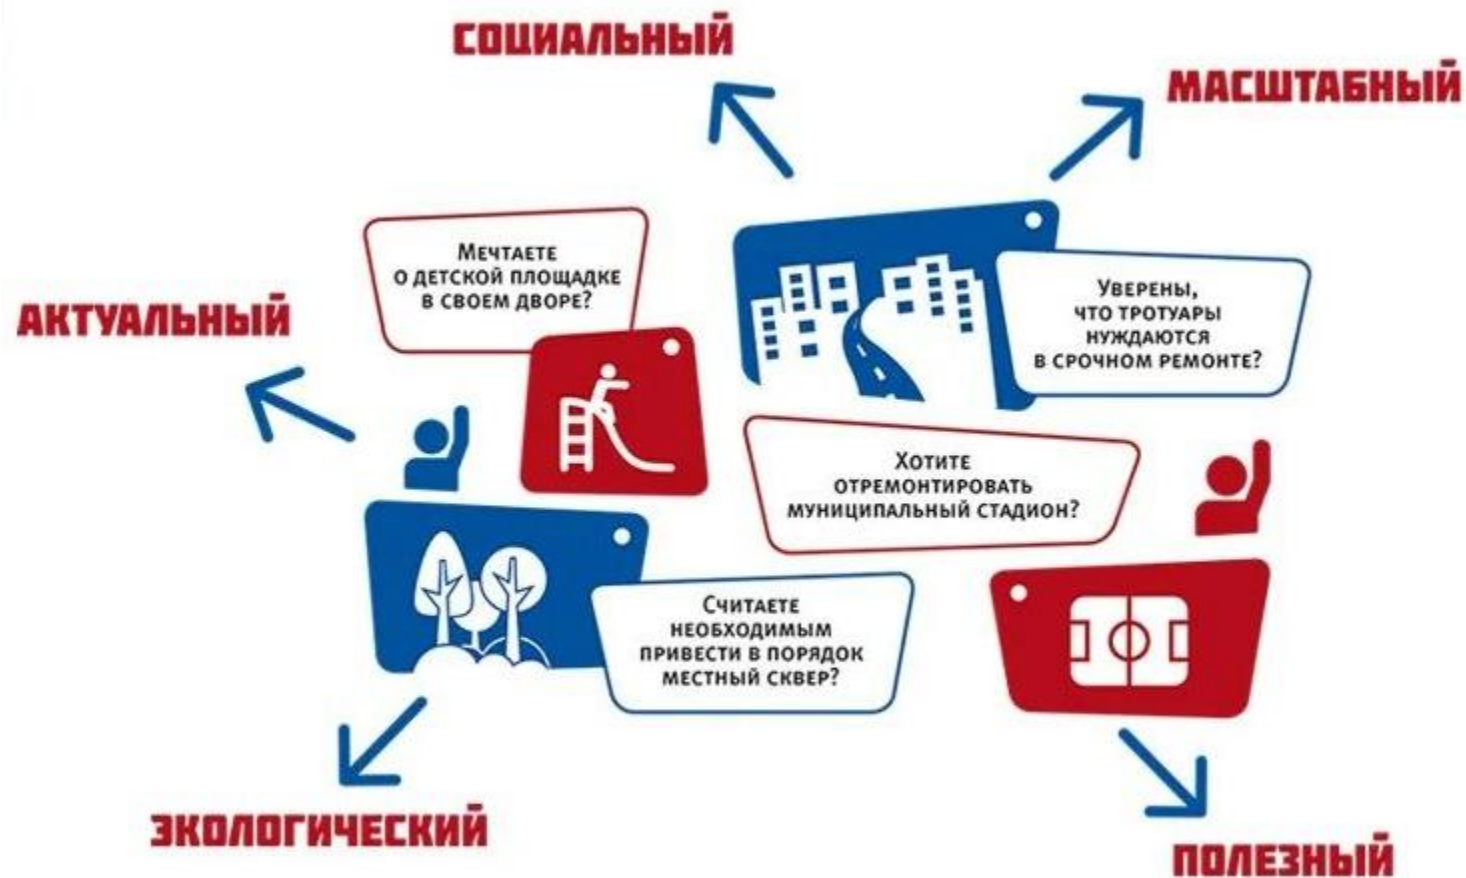 СОЦИАЛЬНЫЙ
МАСШТАБНЫЙ
АКТУАЛЬНЫЙ
Мечтаете
о детской площадке
в своем дворе?
Уверены,
что тротуары
нуждаются
в срочном ремонте?
Хотите
отремонтировать
муниципальный стадион?
Считаете
необходимым
привести в порядок
местный сквер?
ЭКОЛОГИЧЕСКИЙ
ПОЛЕЗНЫЙ